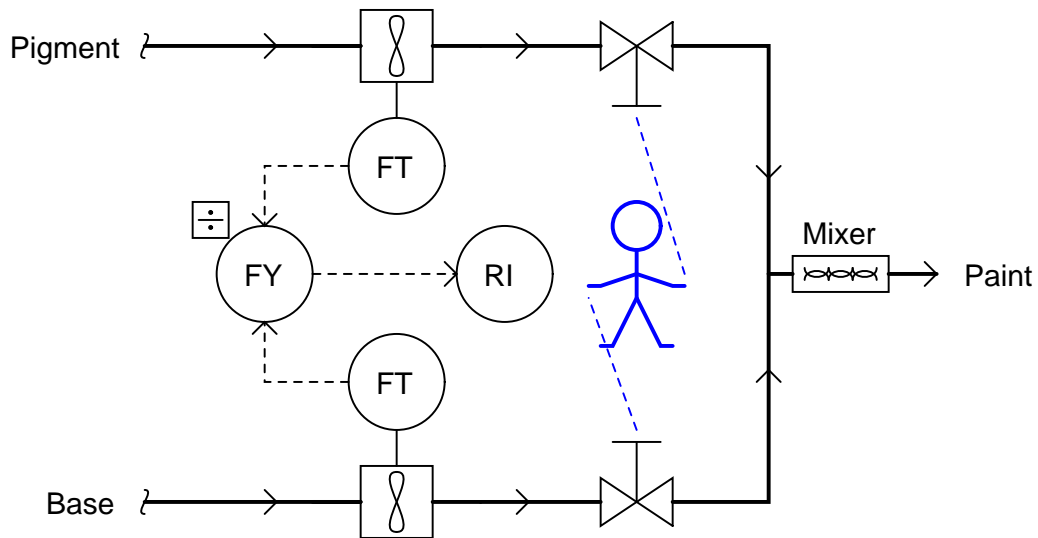 Pigment
FT
÷
FY
RI
Mixer
Paint
FT
Base